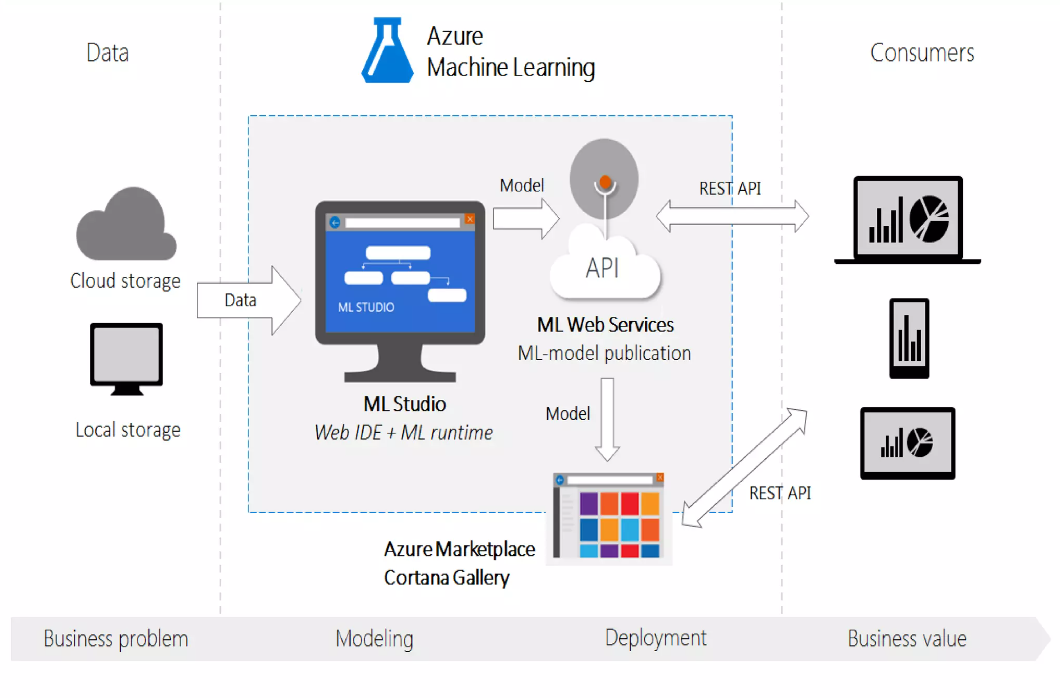 Data
Azure
Machine Learning
Consumers
Cloud storage
Local storage
Data
ML STUDIO
ML Studio
Web IDE + ML runtime
Model
API
ML Web Services
ML-model publication
Model
REST API
REST API
Azure Marketplace
Cortana Gallery
Business problem
Modeling
Deployment
Business value